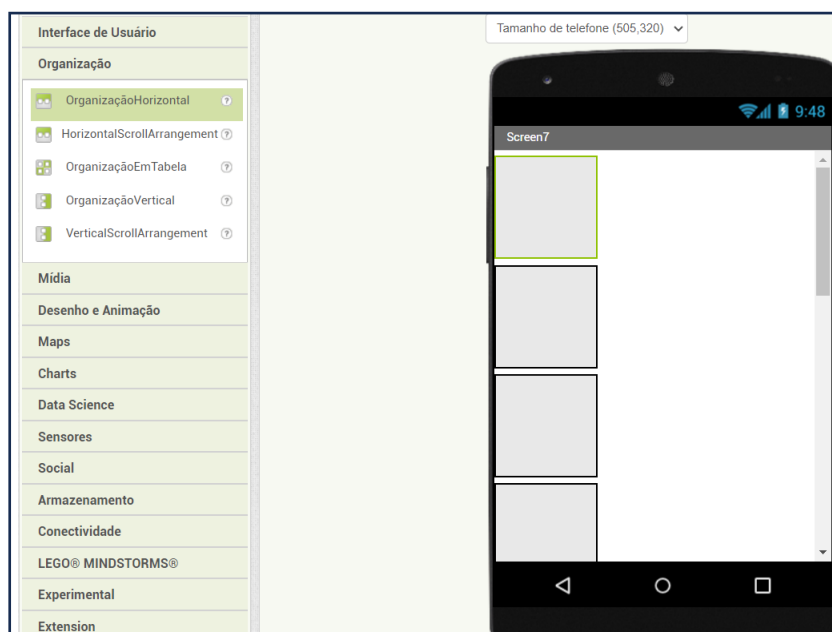 Interface de Usuário
Organização
OrganizaçãoHorizontal ?
HorizontalScrollArrangement ?
OrganizaçãoEmTabela ?
OrganizaçãoVertical ?
VerticalScrollArrangement ?
Mídia
Desenho e Animação
Maps
Charts
Data Science
Sensores
Social
Armazenamento
Conectividade
LEGO® MINDSTORMS®
Experimental
Extension
Tamanho de telefone (505,320)
9:48
Screen7